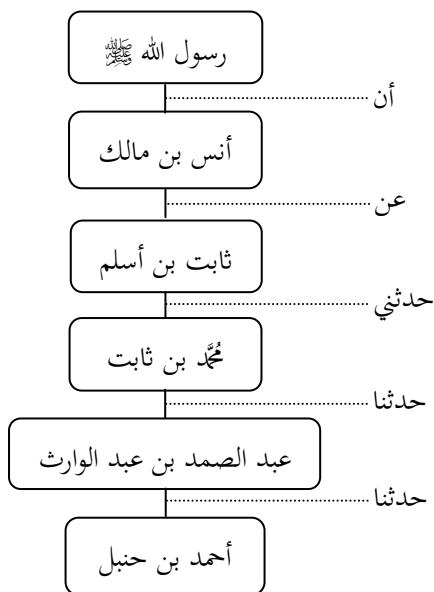 رسول الله ﷺ
أن
أنس بن مالك
عن
ثابت بن أسلم
حدثني
مُحَمَّد بن ثابت
حدثنا
عبد الصمد بن عبد الوارث
حدثنا
أحمد بن حنبل